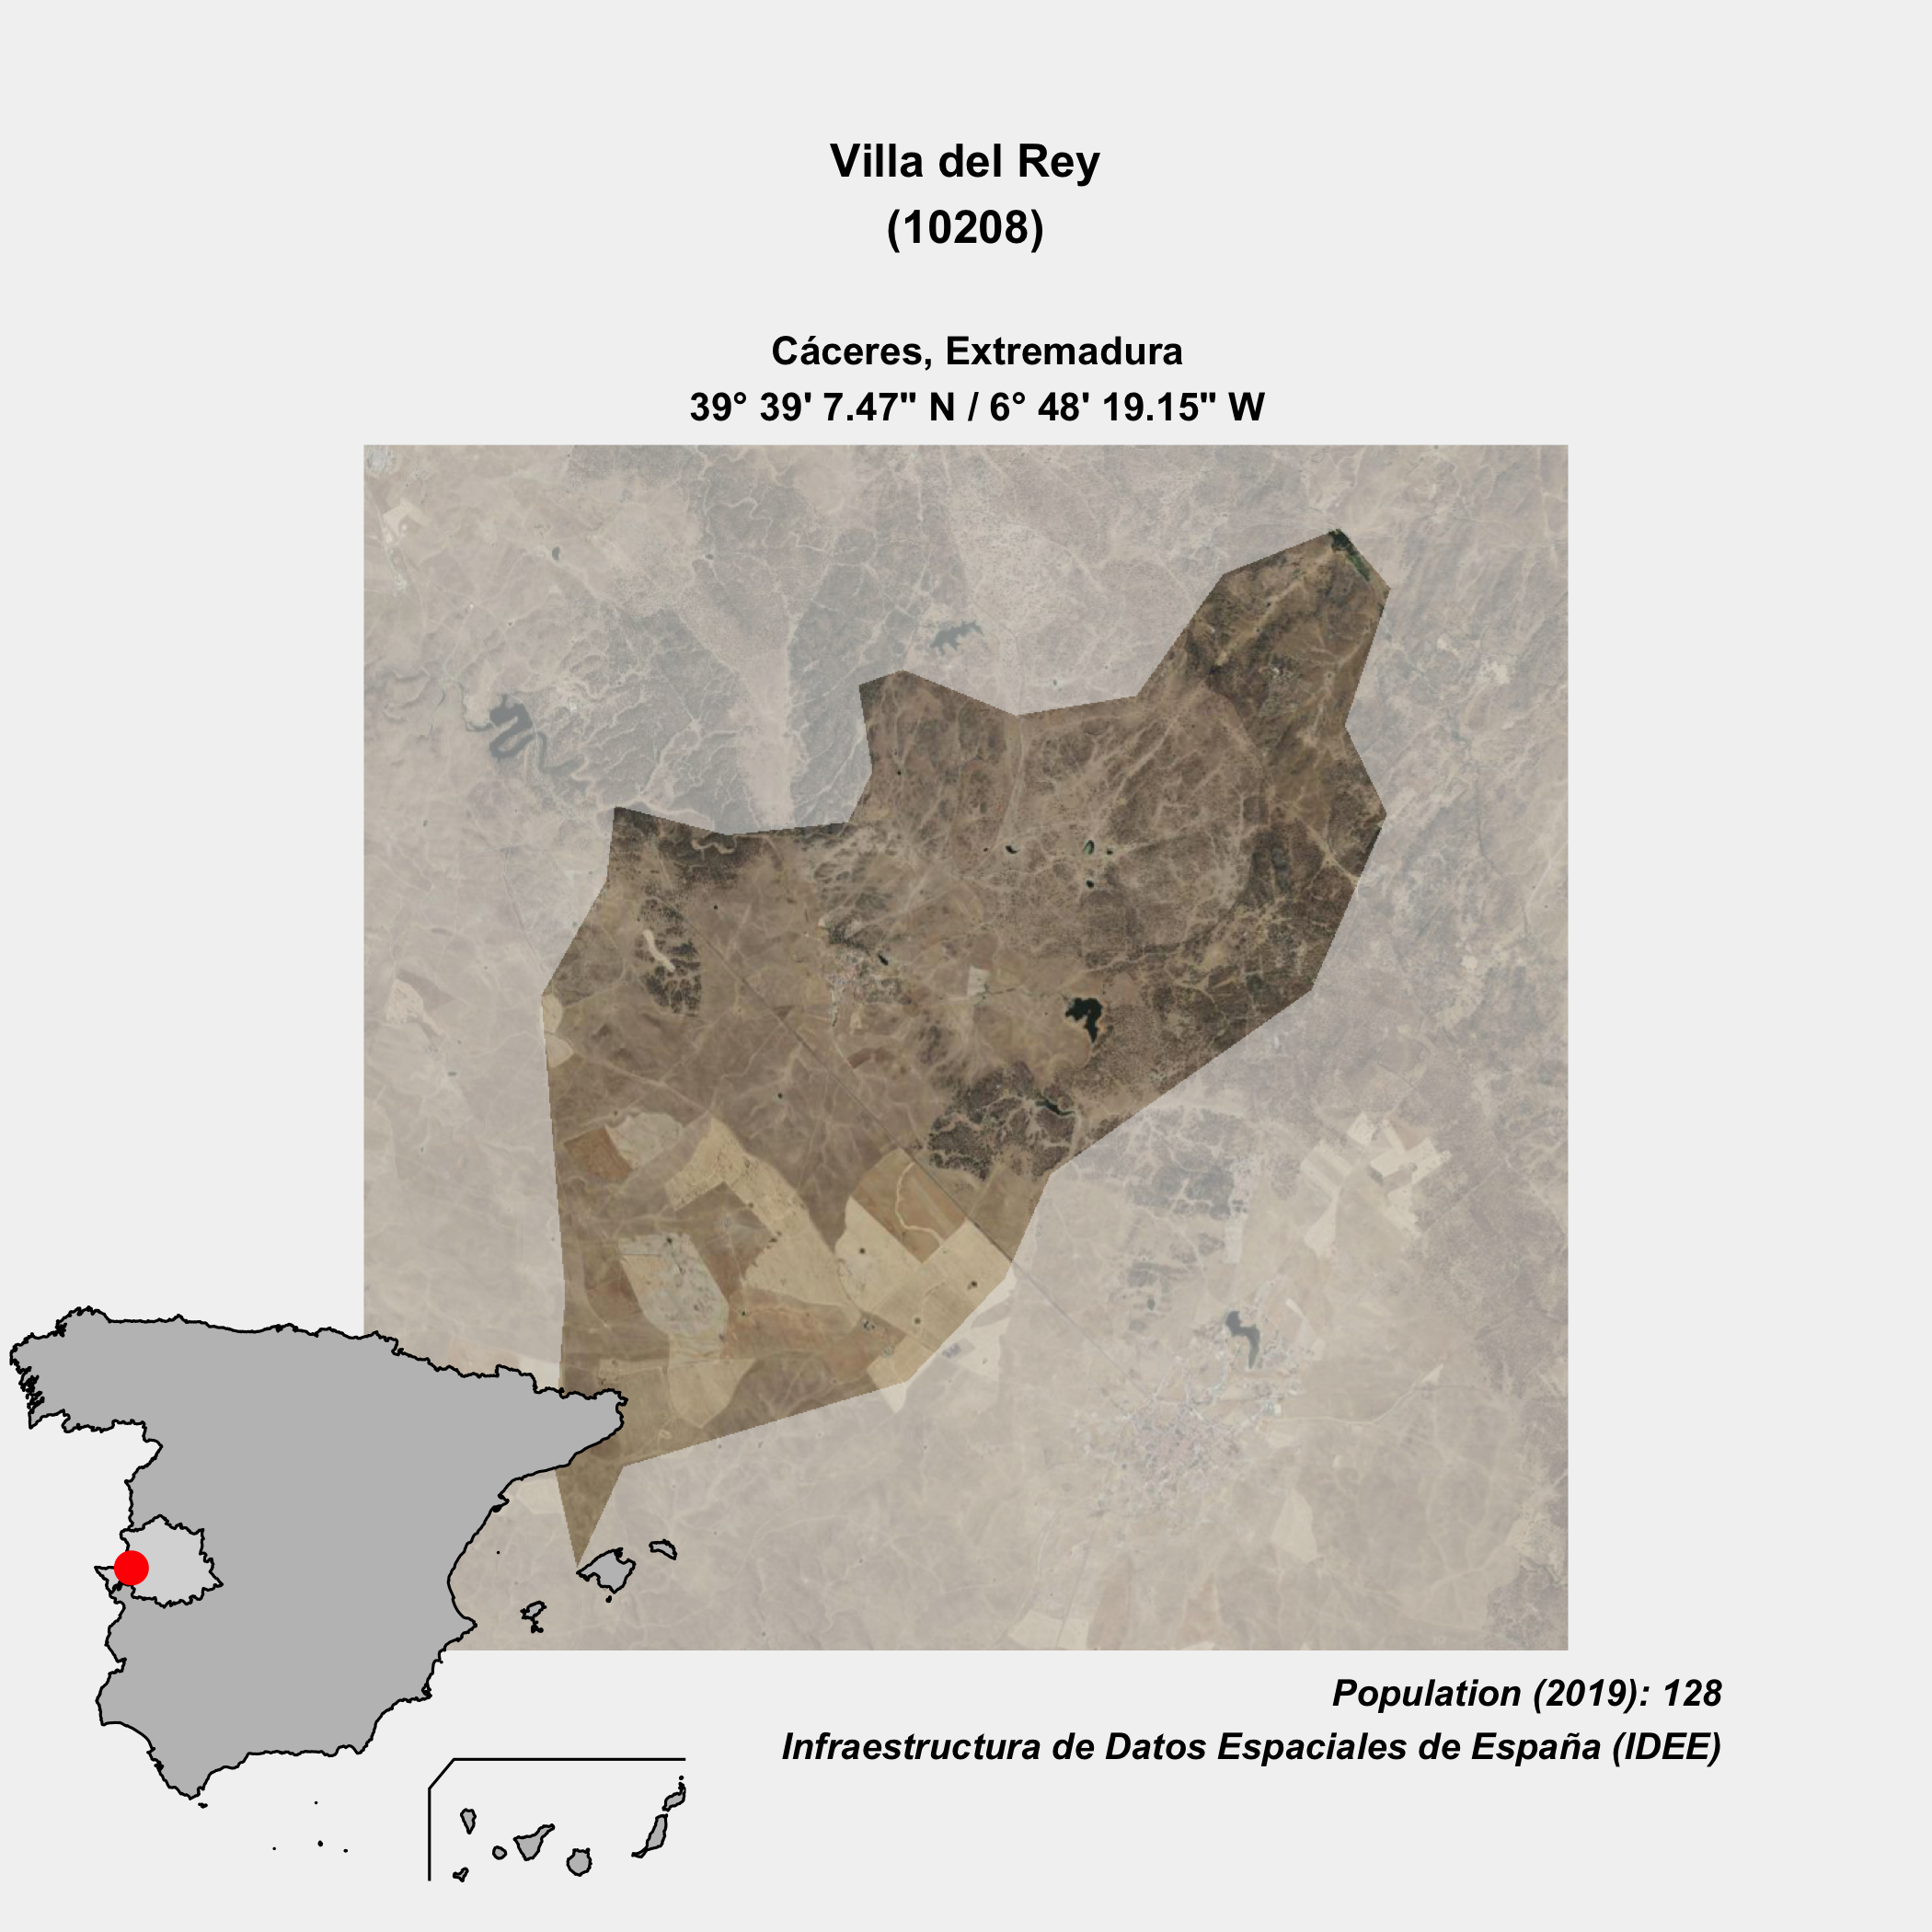 Villa del Rey
(10208)
Cáceres, Extremadura
39° 39' 7.47" N / 6° 48' 19.15" W
Population (2019): 128
Infraestructura de Datos Espaciales de España (IDEE)